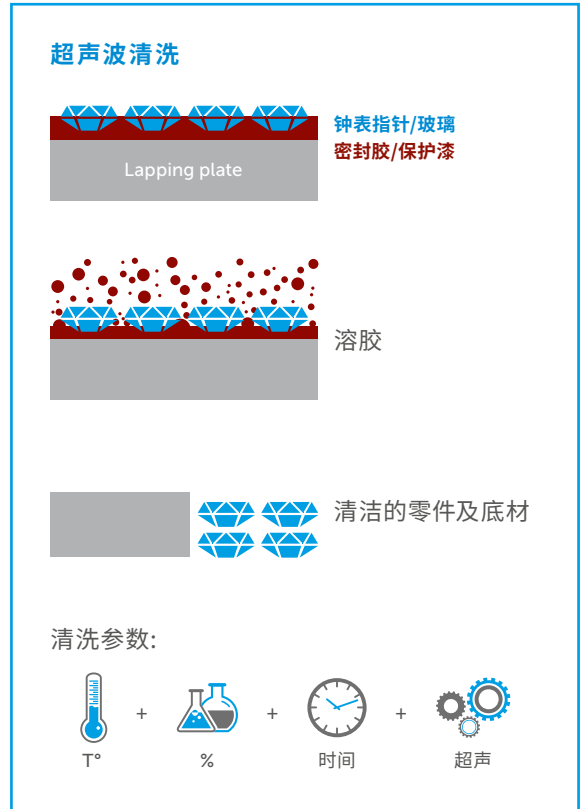 超声波清洗
钟表指针/玻璃
密封胶/保护漆
Lapping plate
溶胶
清洁的零件及底材
清洗参数:
+ + +
T° % 时间 超声